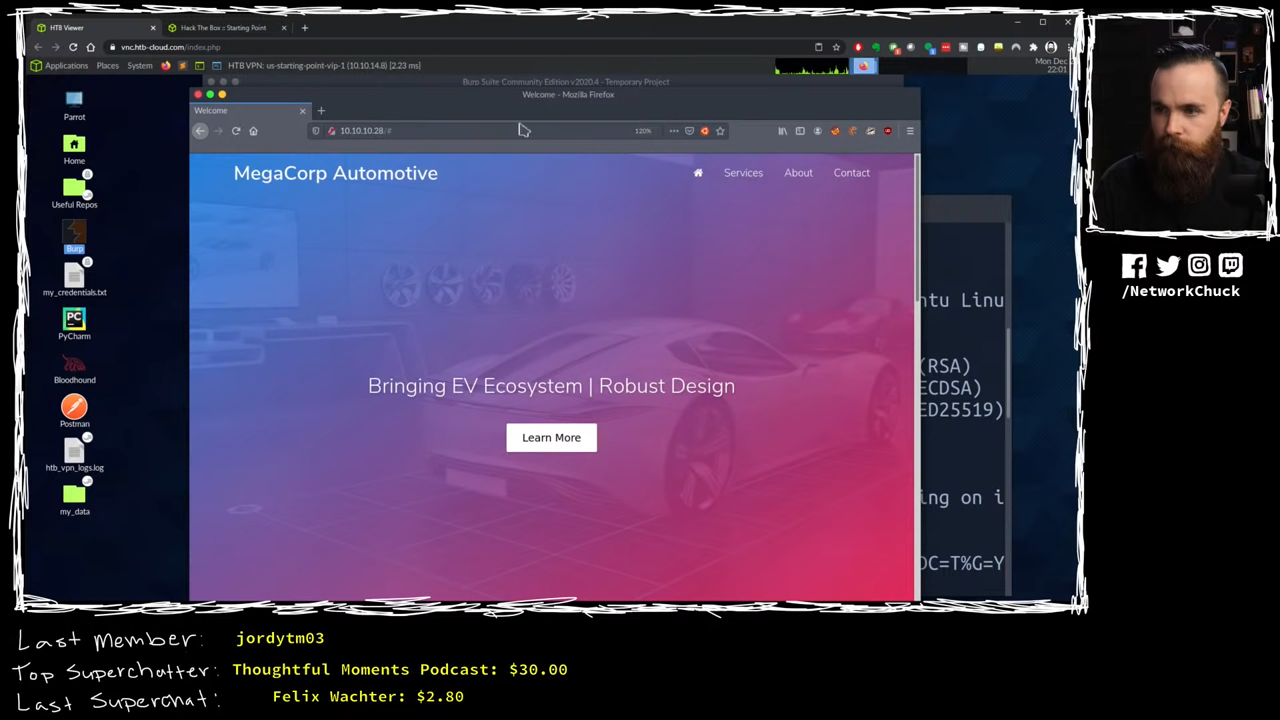 HTB Viewer
Hack The Box :: Starting Point
vnc.htb-cloud.com/index.php
Applications Places System
HTB VPN: us-starting-point-vip-1 (10.10.14.8) [2.23 ms]
Mon Dec
22:01
Burp Suite Community Edition v2020.4 - Temporary Project
Welcome - Mozilla Firefox
Welcome
10.10.10.28/#
120%
Parrot
Home
Useful Repos
Burp
my_credentials.txt
PyCharm
Bloodhound
Postman
htb_vpn_logs.log
my_data
MegaCorp Automotive
Services
About
Contact
Bringing EV Ecosystem | Robust Design
Learn More
ntu Linu
(RSA)
ECDSA)
ED25519)
ng on i
DC=T%G=Y
/NetworkChuck
Last Member: jordytm03
Top Superchatter: Thoughtful Moments Podcast: $30.00
Last Superchat: Felix Wachter: $2.80